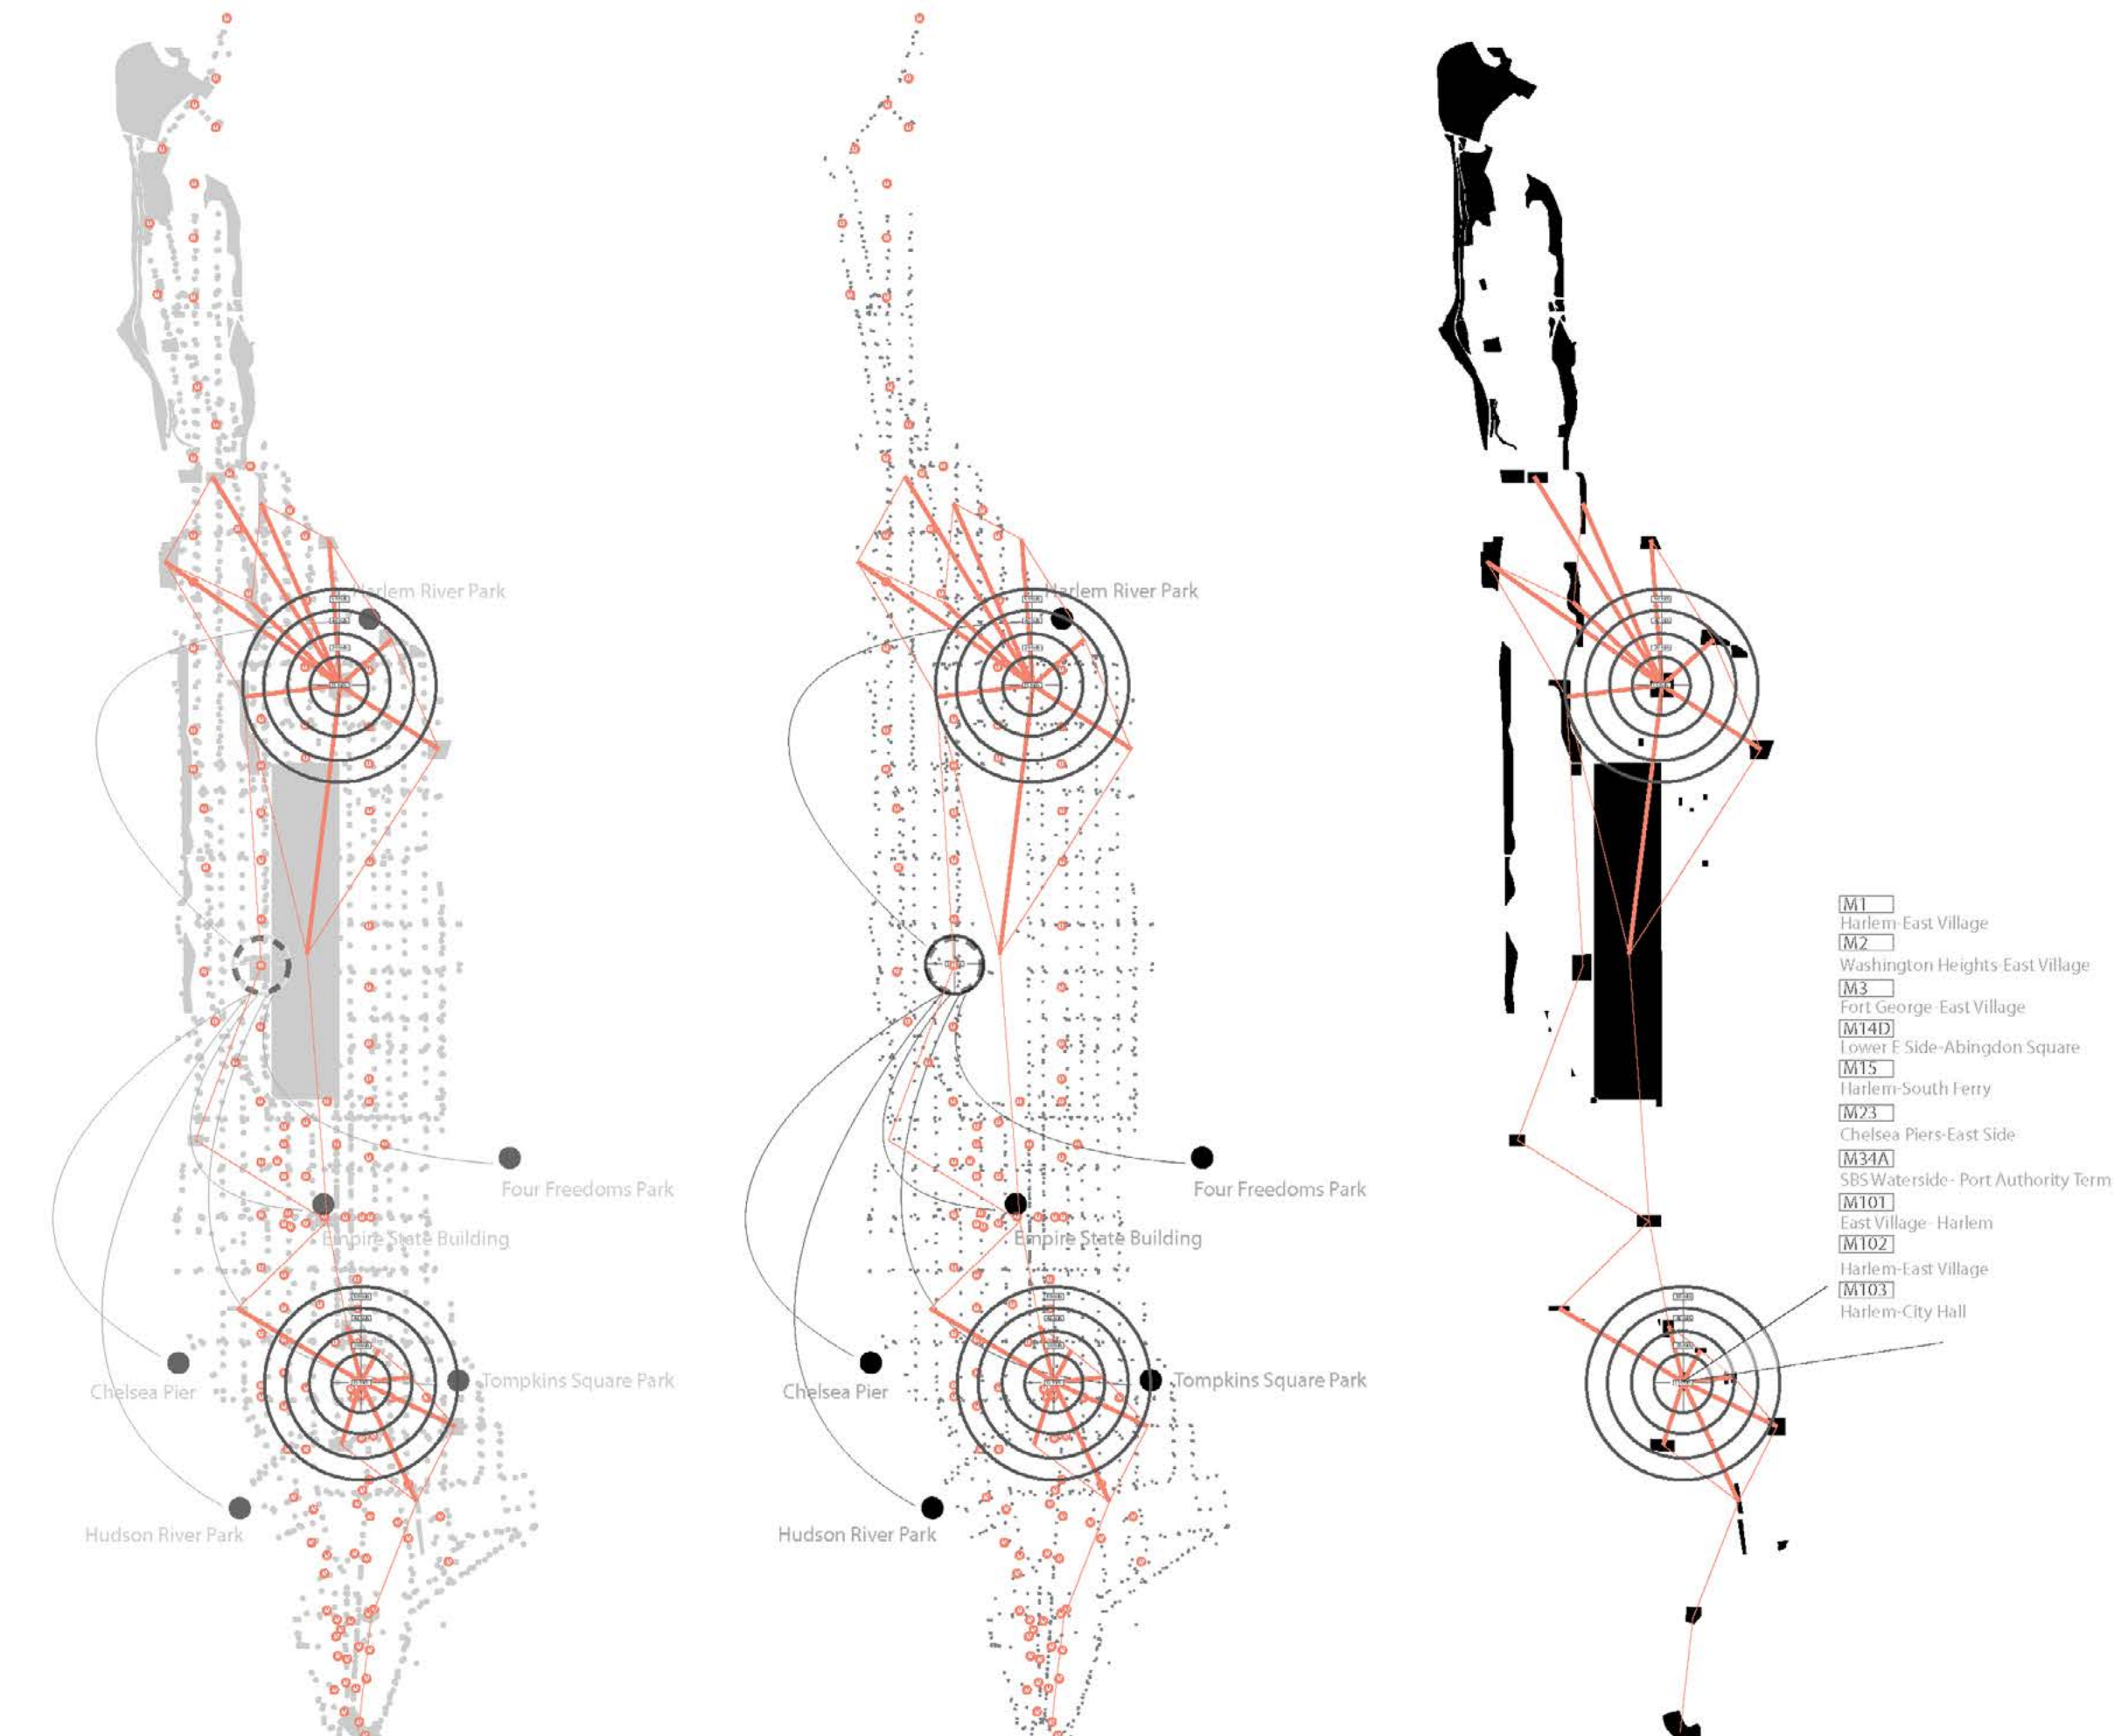 Harlem River Park
Four Freedoms Park
Empire State Building
Chelsea Pier
Tompkins Square Park
Hudson River Park
Harlem River Park
Four Freedoms Park
Empire State Building
Chelsea Pier
Tompkins Square Park
Hudson River Park
M1
Harlem-East Village
M2
Washington Heights-East Village
M3
Fort George-East Village
M14D
Lower E Side-Abingdon Square
M15
Harlem-South Ferry
M23
Chelsea Piers-East Side
M34A
SBS Waterside- Port Authority Term
M101
East Village- Harlem
M102
Harlem-East Village
M103
Harlem-City Hall